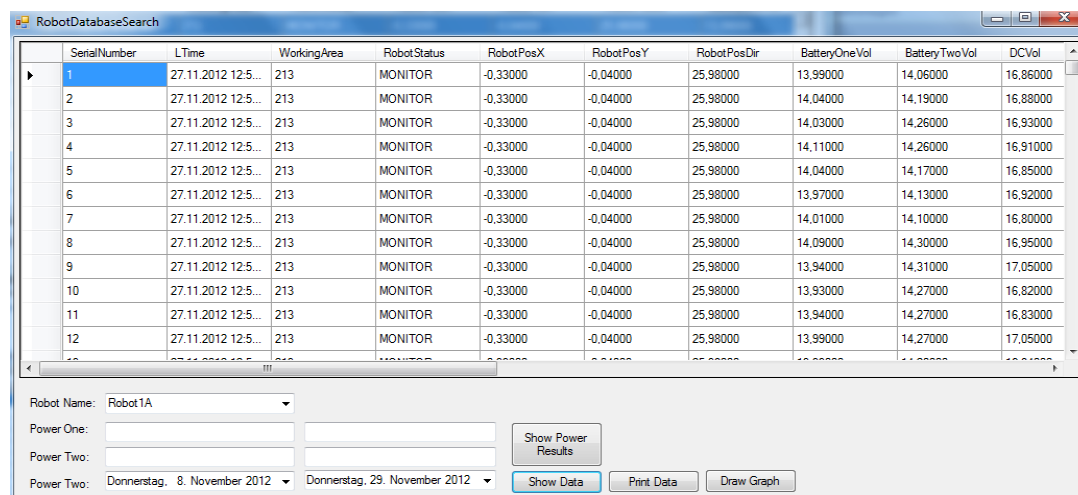 RobotDatabaseSearch
SerialNumber LTime WorkingArea RobotStatus RobotPosX RobotPosY RobotPosDir BatteryOneVol BatteryTwoVol DCVol
1 27.11.2012 12:5... 213 MONITOR -0,33000 -0,04000 25,98000 13,99000 14,06000 16,86000
2 27.11.2012 12:5... 213 MONITOR -0,33000 -0,04000 25,98000 14,04000 14,19000 16,88000
3 27.11.2012 12:5... 213 MONITOR -0,33000 -0,04000 25,98000 14,03000 14,26000 16,93000
4 27.11.2012 12:5... 213 MONITOR -0,33000 -0,04000 25,98000 14,11000 14,26000 16,91000
5 27.11.2012 12:5... 213 MONITOR -0,33000 -0,04000 25,98000 14,04000 14,17000 16,85000
6 27.11.2012 12:5... 213 MONITOR -0,33000 -0,04000 25,98000 13,97000 14,13000 16,92000
7 27.11.2012 12:5... 213 MONITOR -0,33000 -0,04000 25,98000 14,01000 14,10000 16,80000
8 27.11.2012 12:5... 213 MONITOR -0,33000 -0,04000 25,98000 14,09000 14,30000 16,95000
9 27.11.2012 12:5... 213 MONITOR -0,33000 -0,04000 25,98000 13,94000 14,31000 17,05000
10 27.11.2012 12:5... 213 MONITOR -0,33000 -0,04000 25,98000 13,93000 14,27000 16,82000
11 27.11.2012 12:5... 213 MONITOR -0,33000 -0,04000 25,98000 13,94000 14,27000 16,83000
12 27.11.2012 12:5... 213 MONITOR -0,33000 -0,04000 25,98000 13,99000 14,27000 17,05000
Robot Name: Robot1A
Power One:
Show Power
Results
Power Two:
Power Two: Donnerstag, 8. November 2012 Donnerstag, 29. November 2012 Show Data Print Data Draw Graph